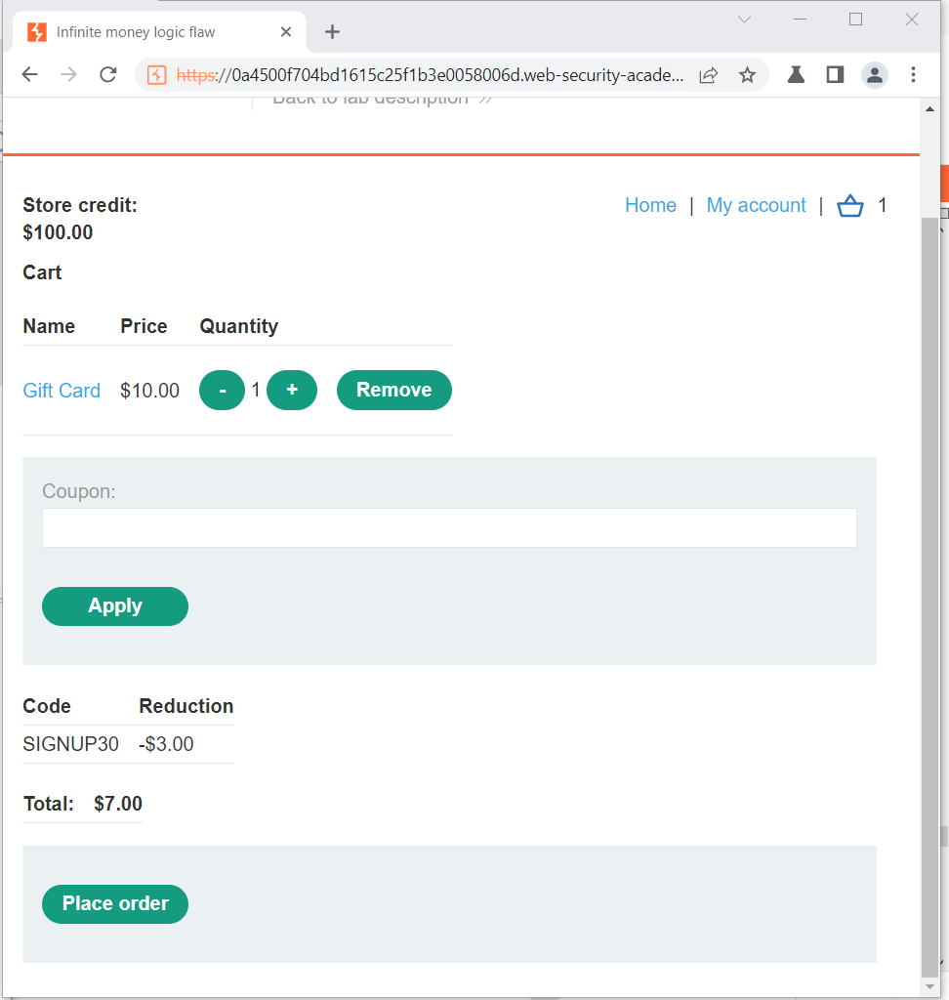 Infinite money logic flaw
https://0a4500f704bd1615c25f1b3e0058006d.web-security-acade...
Back to lab description
Store credit:
$100.00
Home | My account | 1
Cart
Name Price Quantity
Gift Card $10.00 - 1 + Remove
Coupon:
Apply
Code Reduction
SIGNUP30 -$3.00
Total: $7.00
Place order